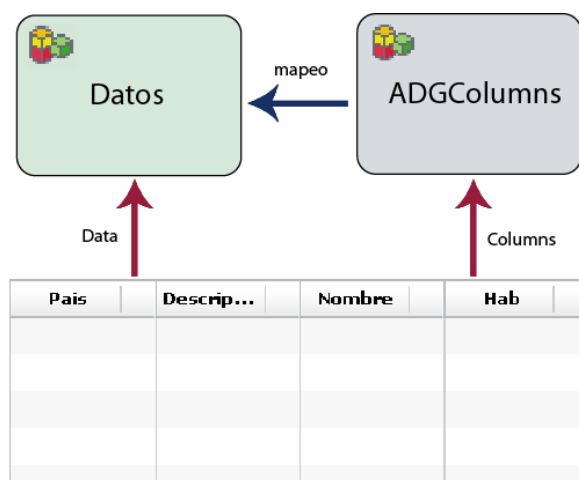 Datos
mapeo
ADGColumns
Data
Columns
Pais Descrip... Nombre Hab